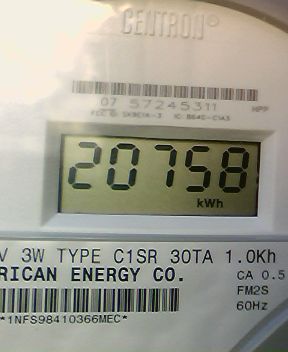 CENTRON®
07 57245311 HPP
20758
kWh
V 3W TYPE C1SR 30TA 1.0Kh
RICAN ENERGY CO. CA 0.5
FM2S
60Hz
*1NFS98410366MEC*